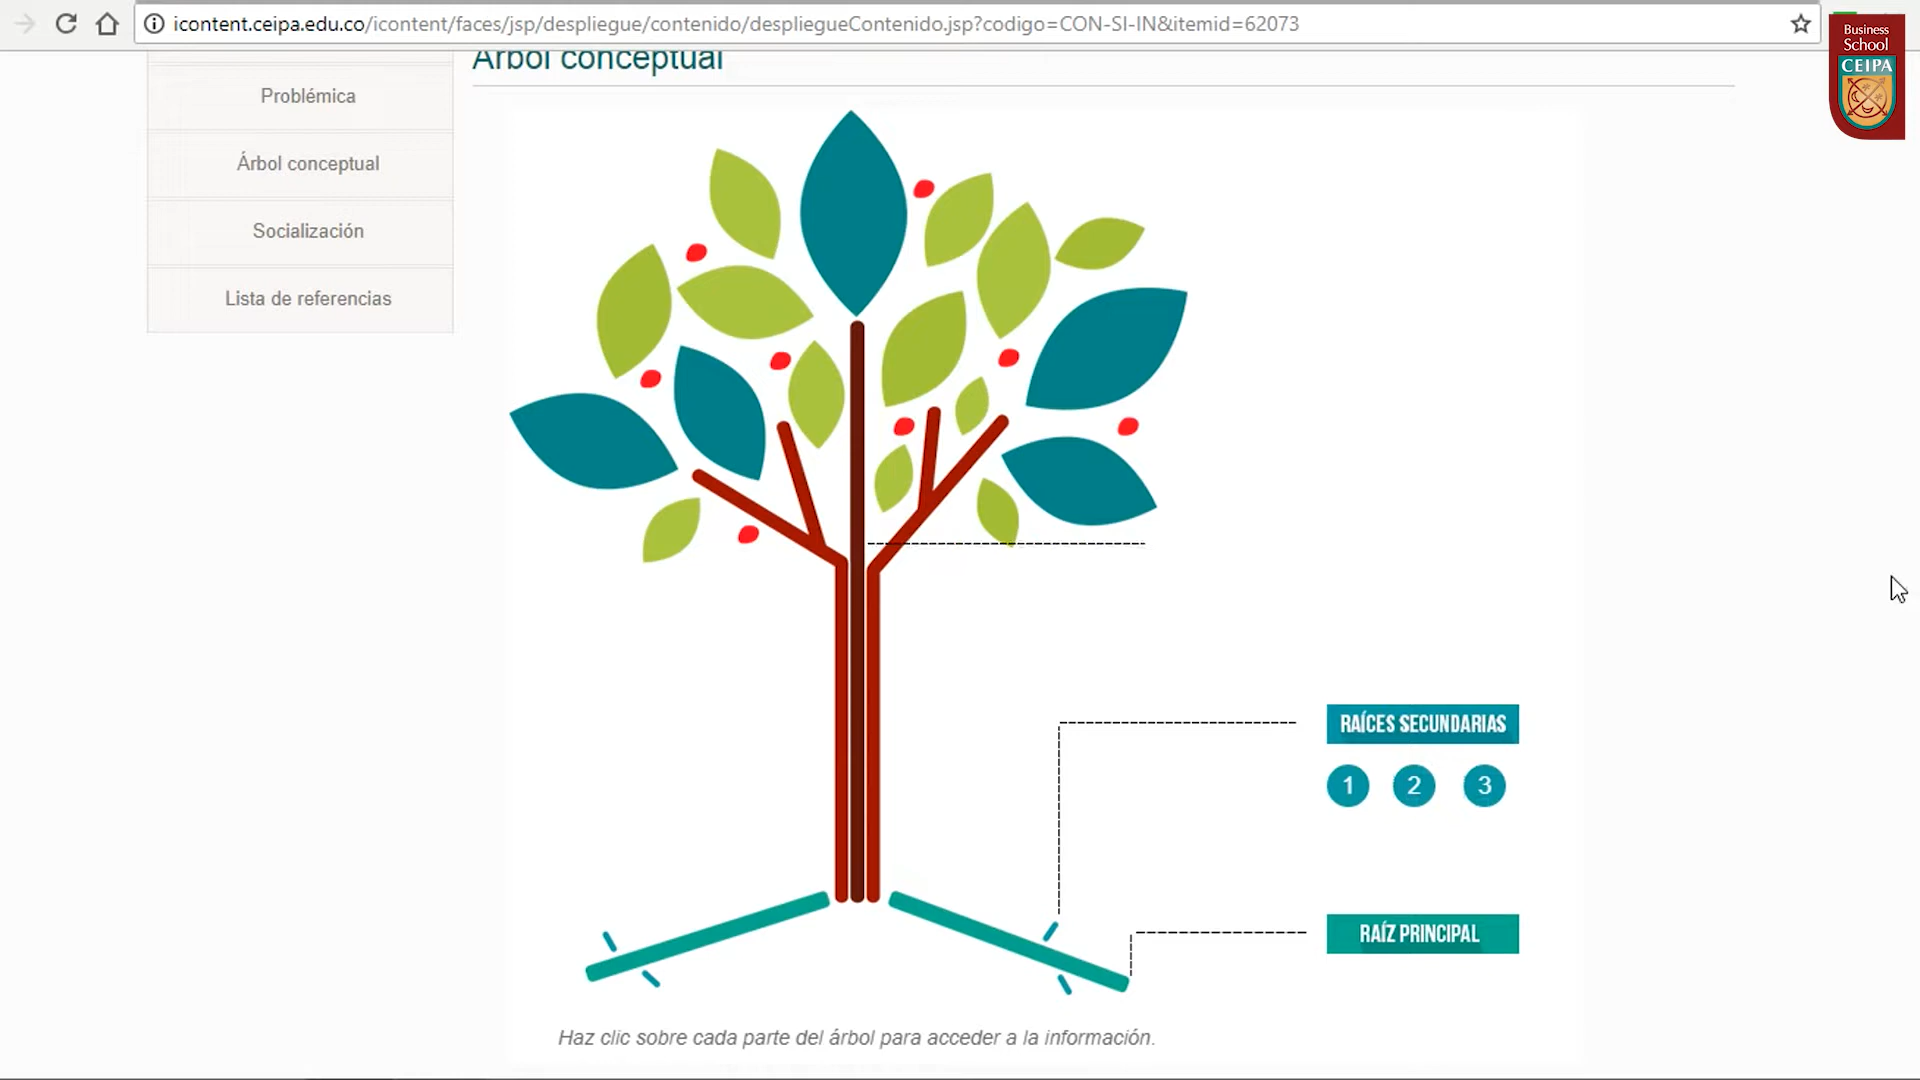 icontent.ceipa.edu.co/icontent/faces/jsp/despliegue/contenido/despliegueContenido.jsp?codigo=CON-SI-IN&itemid=62073
Business
School
CEIPA
Árbol conceptual
Problémica
Árbol conceptual
Socialización
Lista de referencias
RAÍCES SECUNDARIAS
1 2 3
RAÍZ PRINCIPAL
Haz clic sobre cada parte del árbol para acceder a la información.